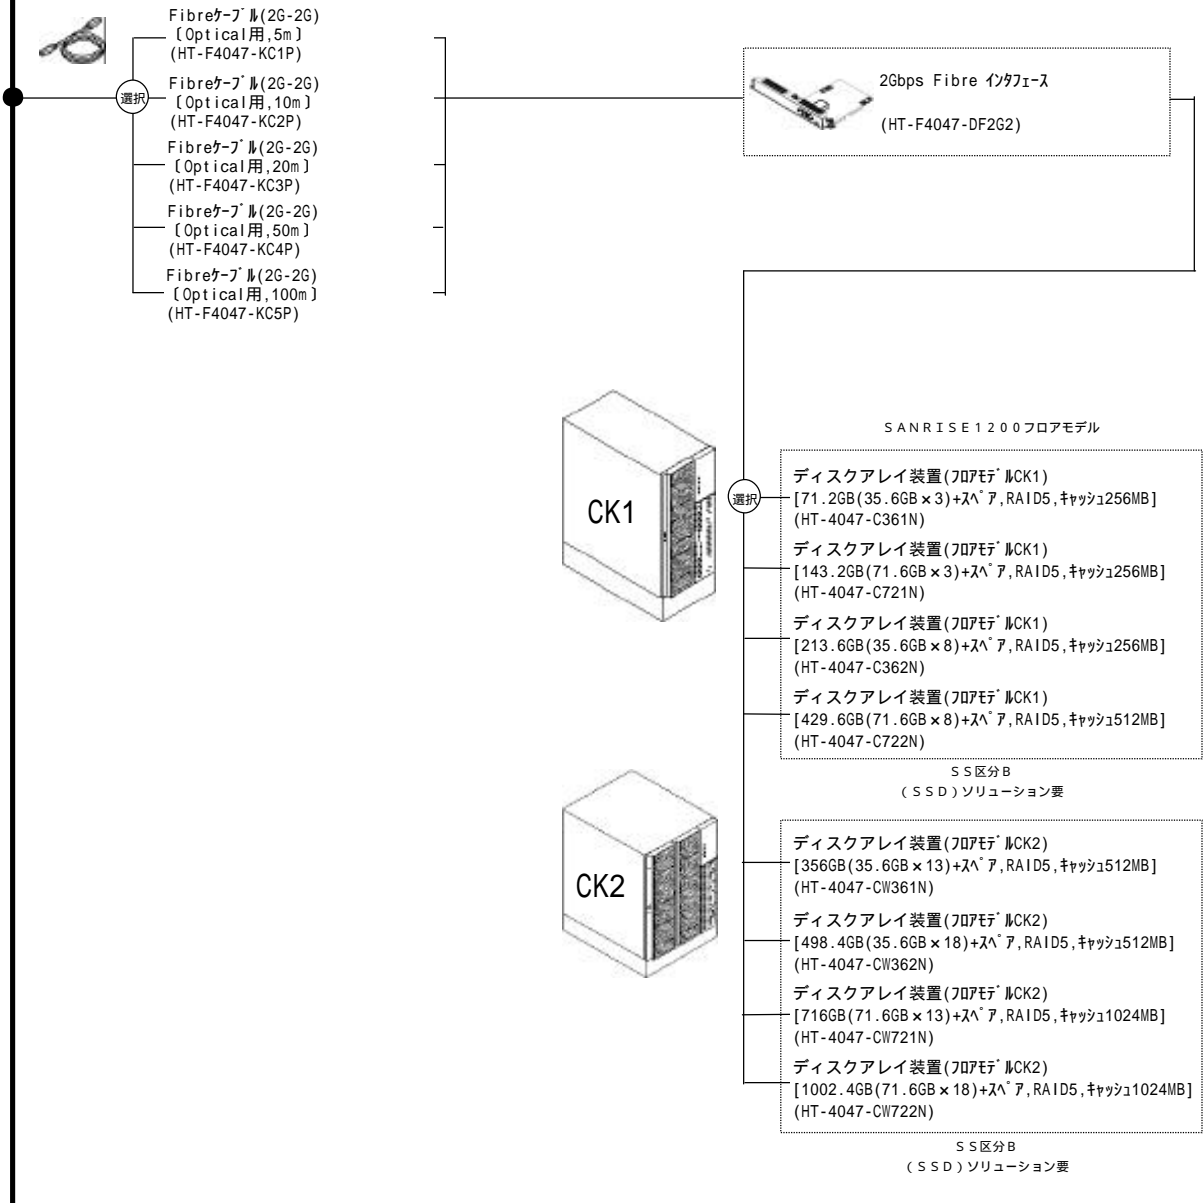 Fibreｹｰﾌﾞﾙ(2G-2G)
〔Optical用,5m〕
(HT-F4047-KC1P)
選択
Fibreｹｰﾌﾞﾙ(2G-2G)
〔Optical用,10m〕
(HT-F4047-KC2P)
Fibreｹｰﾌﾞﾙ(2G-2G)
〔Optical用,20m〕
(HT-F4047-KC3P)
Fibreｹｰﾌﾞﾙ(2G-2G)
〔Optical用,50m〕
(HT-F4047-KC4P)
Fibreｹｰﾌﾞﾙ(2G-2G)
〔Optical用,100m〕
(HT-F4047-KC5P)
2Gbps Fibre ｲﾝﾀﾌｪｰｽ
(HT-F4047-DF2G2)
CK1
選択
ＳＡＮＲＩＳＥ１２００フロアモデル
ディスクアレイ装置(ﾌﾛｱﾓﾃﾞﾙCK1)
[71.2GB(35.6GB×3)+ｽﾍﾟｱ,RAID5,ｷｬｯｼｭ256MB]
(HT-4047-C361N)
ディスクアレイ装置(ﾌﾛｱﾓﾃﾞﾙCK1)
[143.2GB(71.6GB×3)+ｽﾍﾟｱ,RAID5,ｷｬｯｼｭ256MB]
(HT-4047-C721N)
ディスクアレイ装置(ﾌﾛｱﾓﾃﾞﾙCK1)
[213.6GB(35.6GB×8)+ｽﾍﾟｱ,RAID5,ｷｬｯｼｭ256MB]
(HT-4047-C362N)
ディスクアレイ装置(ﾌﾛｱﾓﾃﾞﾙCK1)
[429.6GB(71.6GB×8)+ｽﾍﾟｱ,RAID5,ｷｬｯｼｭ512MB]
(HT-4047-C722N)
ＳＳ区分Ｂ
（ＳＳＤ）ソリューション要
CK2
ディスクアレイ装置(ﾌﾛｱﾓﾃﾞﾙCK2)
[356GB(35.6GB×13)+ｽﾍﾟｱ,RAID5,ｷｬｯｼｭ512MB]
(HT-4047-CW361N)
ディスクアレイ装置(ﾌﾛｱﾓﾃﾞﾙCK2)
[498.4GB(35.6GB×18)+ｽﾍﾟｱ,RAID5,ｷｬｯｼｭ512MB]
(HT-4047-CW362N)
ディスクアレイ装置(ﾌﾛｱﾓﾃﾞﾙCK2)
[716GB(71.6GB×13)+ｽﾍﾟｱ,RAID5,ｷｬｯｼｭ1024MB]
(HT-4047-CW721N)
ディスクアレイ装置(ﾌﾛｱﾓﾃﾞﾙCK2)
[1002.4GB(71.6GB×18)+ｽﾍﾟｱ,RAID5,ｷｬｯｼｭ1024MB]
(HT-4047-CW722N)
ＳＳ区分Ｂ
（ＳＳＤ）ソリューション要